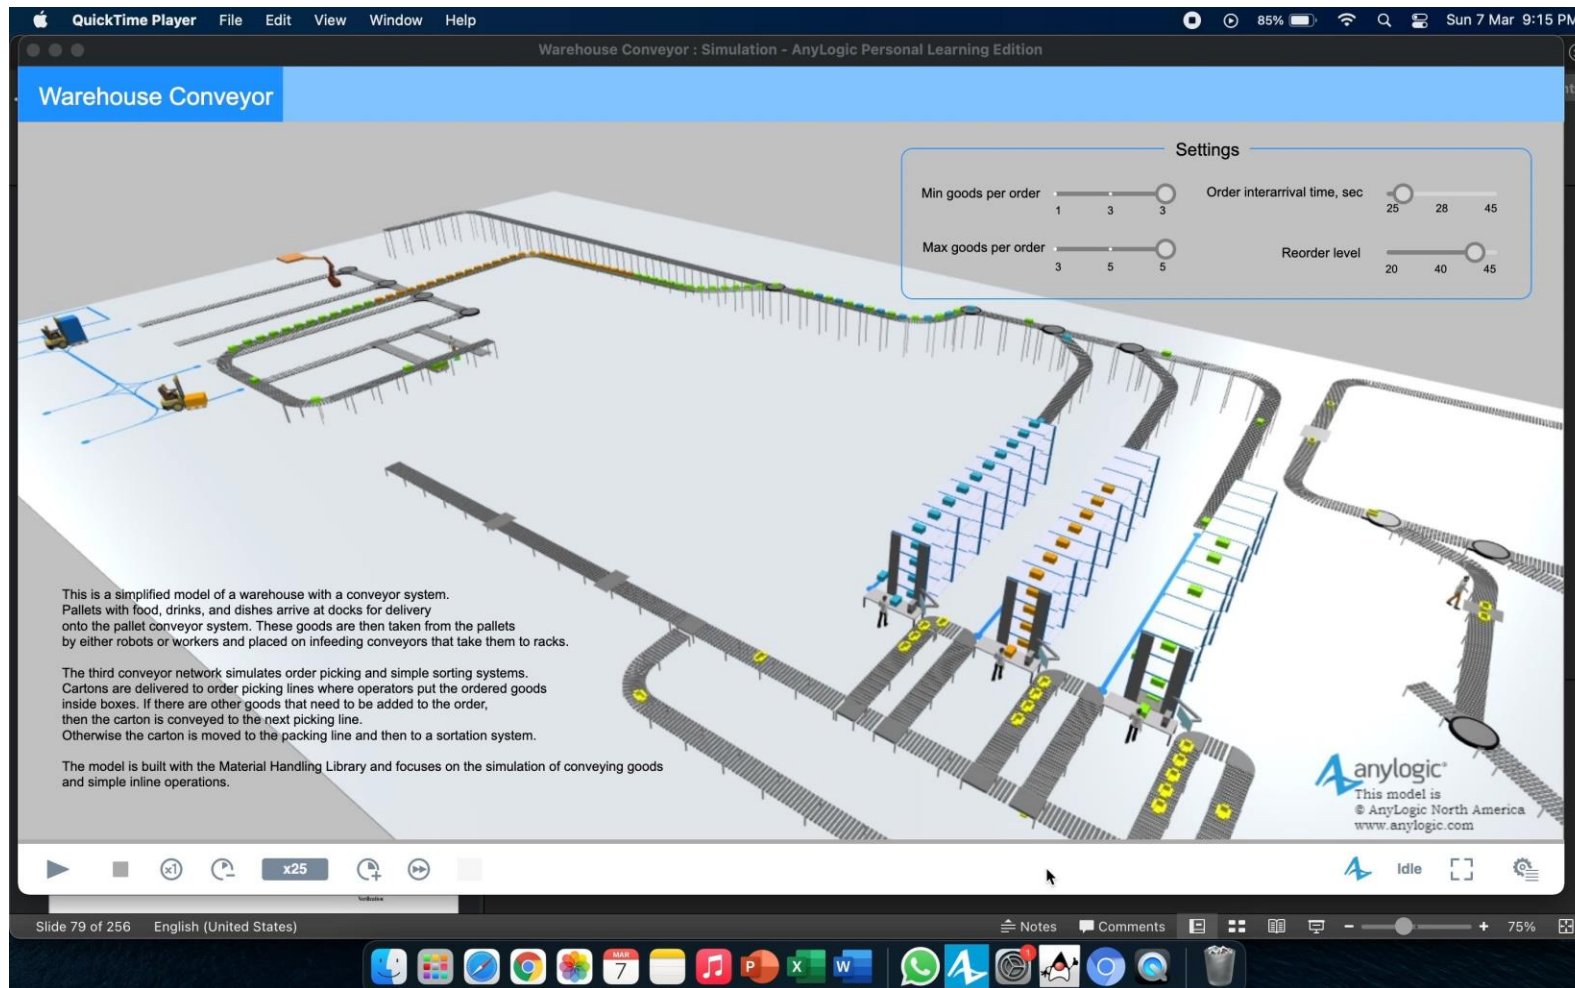 QuickTime Player File Edit View Window Help
85% Sun 7 Mar 9:15 PM
Warehouse Conveyor : Simulation - AnyLogic Personal Learning Edition
Warehouse Conveyor
Settings
Min goods per order
1 3 3
Order interarrival time, sec
25 28 45
Max goods per order
3 5 5
Reorder level
20 40 45
This is a simplified model of a warehouse with a conveyor system.
Pallets with food, drinks, and dishes arrive at docks for delivery
onto the pallet conveyor system. These goods are then taken from the pallets
by either robots or workers and placed on infeeding conveyors that take them to racks.
The third conveyor network simulates order picking and simple sorting systems.
Cartons are delivered to order picking lines where operators put the ordered goods
inside boxes. If there are other goods that need to be added to the order,
then the carton is conveyed to the next picking line.
Otherwise the carton is moved to the packing line and then to a sortation system.
The model is built with the Material Handling Library and focuses on the simulation of conveying goods
and simple inline operations.
anylogic®
This model is
© AnyLogic North America
www.anylogic.com
x1 x25 Idle
Verification
Slide 79 of 256 English (United States) Notes Comments 75%
MAR
7
P X W
1